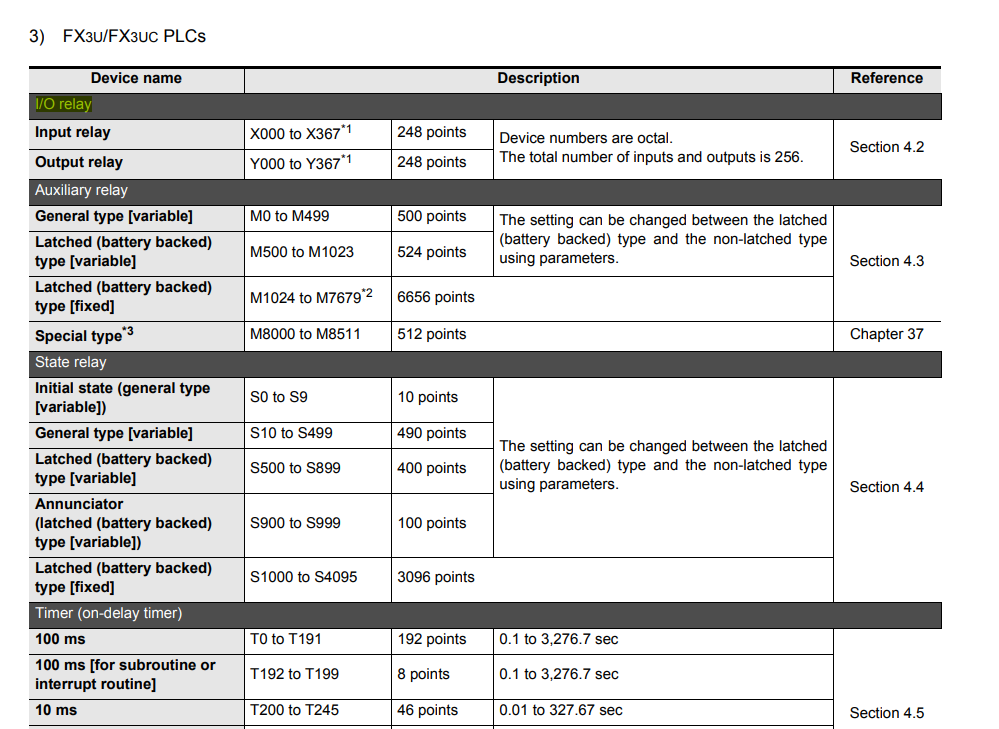 3) FX3U/FX3UC PLCs
Device name Description Reference
I/O relay
Input relay X000 to X367*1 248 points Device numbers are octal.
The total number of inputs and outputs is 256. Section 4.2
Output relay Y000 to Y367*1 248 points
Auxiliary relay
General type [variable] M0 to M499 500 points The setting can be changed between the latched
(battery backed) type and the non-latched type
using parameters. Section 4.3
Latched (battery backed)
type [variable] M500 to M1023 524 points
Latched (battery backed)
type [fixed] M1024 to M7679*2 6656 points
Special type*3 M8000 to M8511 512 points Chapter 37
State relay
Initial state (general type
[variable]) S0 to S9 10 points The setting can be changed between the latched
(battery backed) type and the non-latched type
using parameters. Section 4.4
General type [variable] S10 to S499 490 points
Latched (battery backed)
type [variable] S500 to S899 400 points
Annunciator
(latched (battery backed)
type [variable]) S900 to S999 100 points
Latched (battery backed)
type [fixed] S1000 to S4095 3096 points
Timer (on-delay timer)
100 ms T0 to T191 192 points 0.1 to 3,276.7 sec
100 ms [for subroutine or
interrupt routine] T192 to T199 8 points 0.1 to 3,276.7 sec
10 ms T200 to T245 46 points 0.01 to 327.67 sec Section 4.5